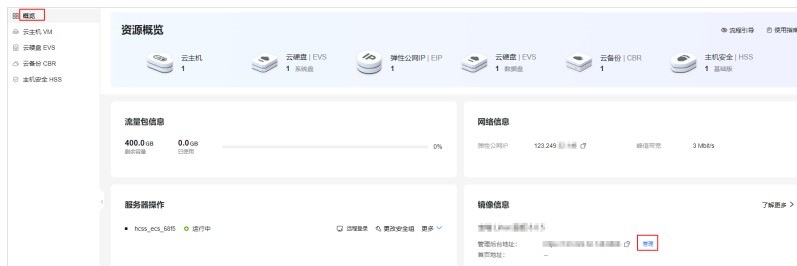 概览
云主机 VM
云硬盘 EVS
云备份 CBR
主机安全 HSS
资源概览
流程引导 使用指南
云主机 1
云硬盘 | EVS 1 系统盘
弹性公网IP | EIP 1
云硬盘 | EVS 1 数据盘
云备份 | CBR 1
主机安全 | HSS 1 基础版
流量包信息
400.0 GB 剩余容量
0.0 GB 已使用
0%
网络信息
弹性公网IP 123.249. 峰值带宽 3 Mbit/s
服务器操作
hcss_ecs_68f5 运行中 远程登录 更改安全组 更多
镜像信息 了解更多 >
管理后台地址: 管理
首页地址: --